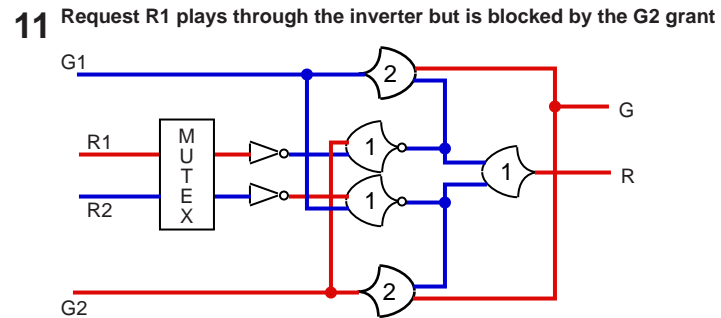 11 Request R1 plays through the inverter but is blocked by the G2 grant
G1
2
G
R1
M
U
T
E
X
1
1
R
R2
1
2
G2